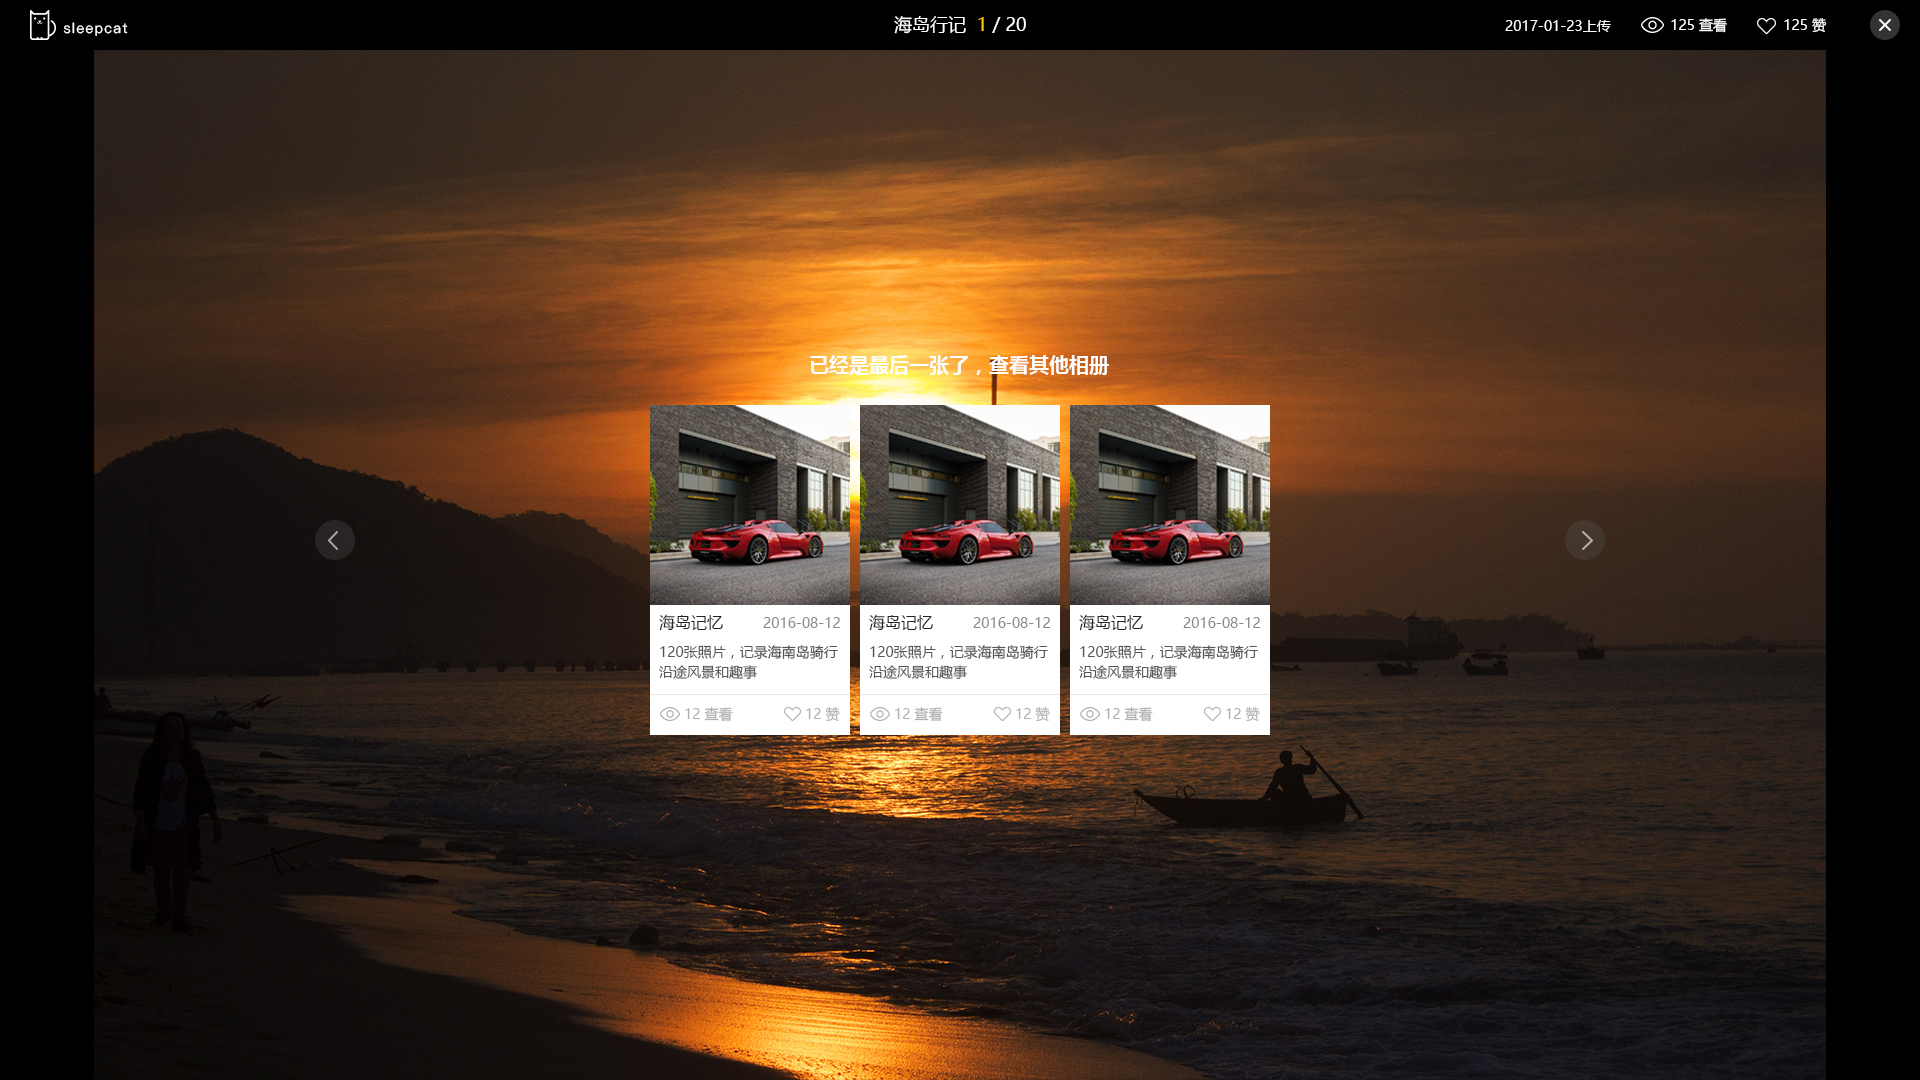 sleepcat
海岛行记 1 / 20
2017-01-23上传
125 查看
125 赞
已经是最后一张了，查看其他相册
海岛记忆 2016-08-12
120张照片，记录海南岛骑行
沿途风景和趣事
12 查看 12 赞
海岛记忆 2016-08-12
120张照片，记录海南岛骑行
沿途风景和趣事
12 查看 12 赞
海岛记忆 2016-08-12
120张照片，记录海南岛骑行
沿途风景和趣事
12 查看 12 赞